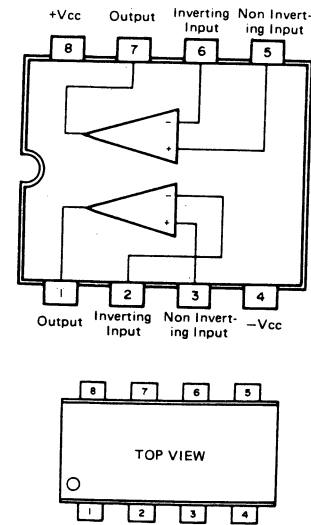 +Vcc Output Inverting Input Non Invert-
ing Input
8 7 6 5
-
+
-
+
1 2 3 4
Output Inverting Input Non Invert-
ing Input -Vcc
8 7 6 5
TOP VIEW
1 2 3 4